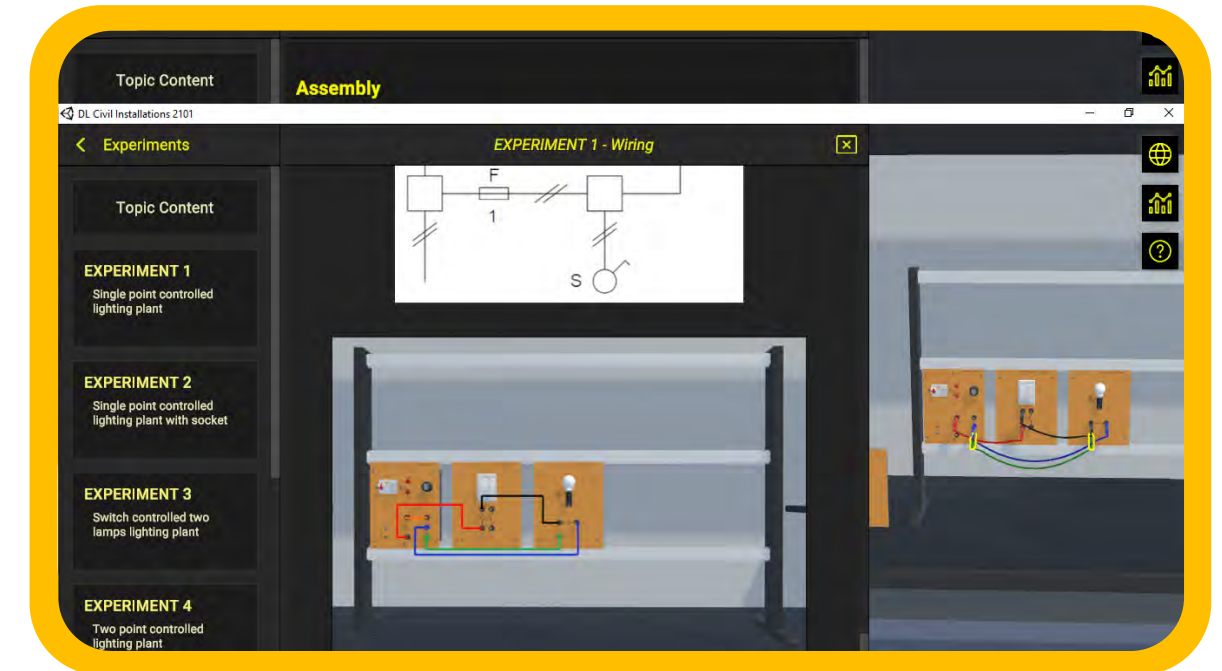 Topic Content
Assembly
DL Civil Installations 2101
Experiments
EXPERIMENT 1 - Wiring
Topic Content
EXPERIMENT 1
Single point controlled
lighting plant
EXPERIMENT 2
Single point controlled
lighting plant with socket
EXPERIMENT 3
Switch controlled two
lamps lighting plant
EXPERIMENT 4
Two point controlled
lighting plant
F
1
S